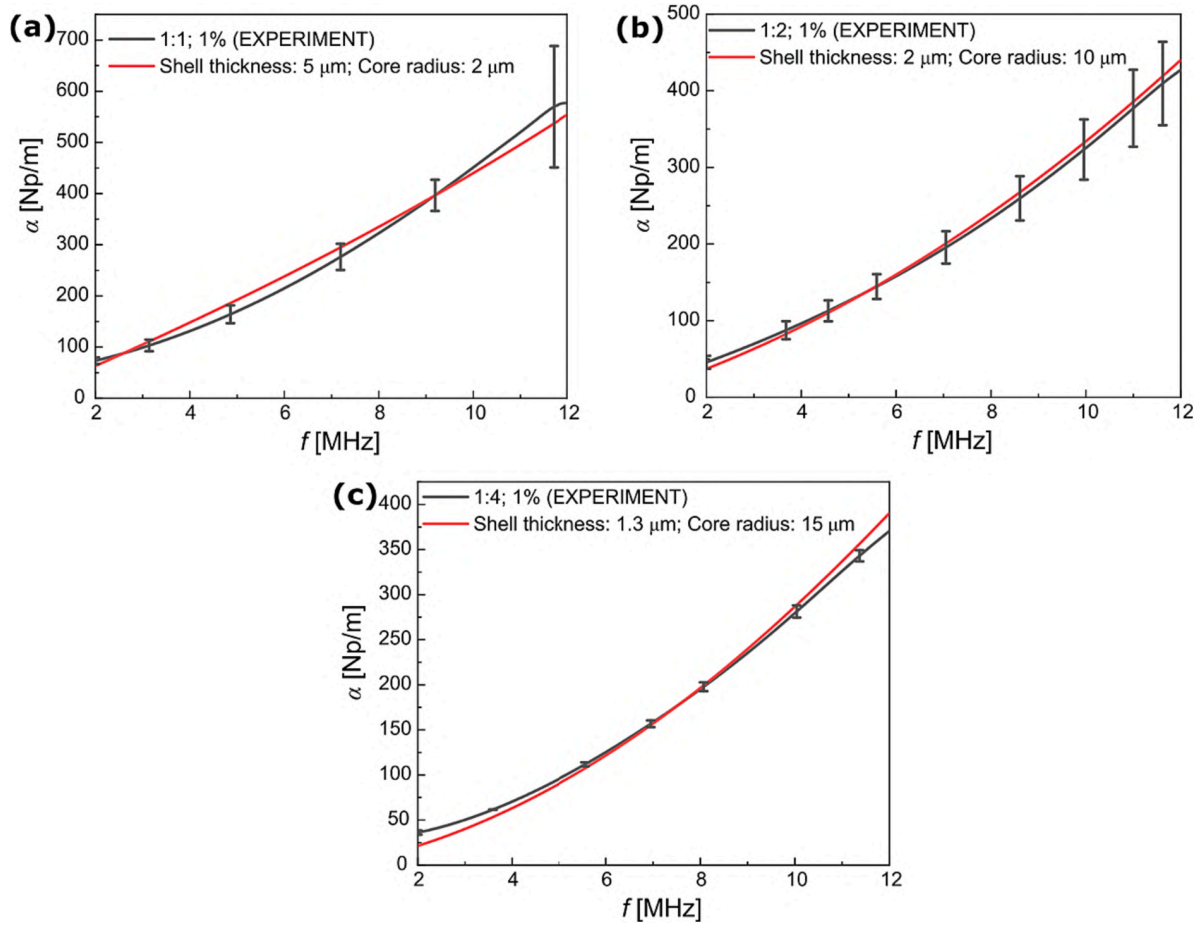 (a)
1:1; 1% (EXPERIMENT)
Shell thickness: 5 μm; Core radius: 2 μm
700
600
500
400
300
200
100
0
α [Np/m]
2 4 6 8 10 12
f [MHz]
(b)
1:2; 1% (EXPERIMENT)
Shell thickness: 2 μm; Core radius: 10 μm
500
400
300
200
100
0
α [Np/m]
2 4 6 8 10 12
f [MHz]
(c)
1:4; 1% (EXPERIMENT)
Shell thickness: 1.3 μm; Core radius: 15 μm
400
350
300
250
200
150
100
50
0
α [Np/m]
2 4 6 8 10 12
f [MHz]